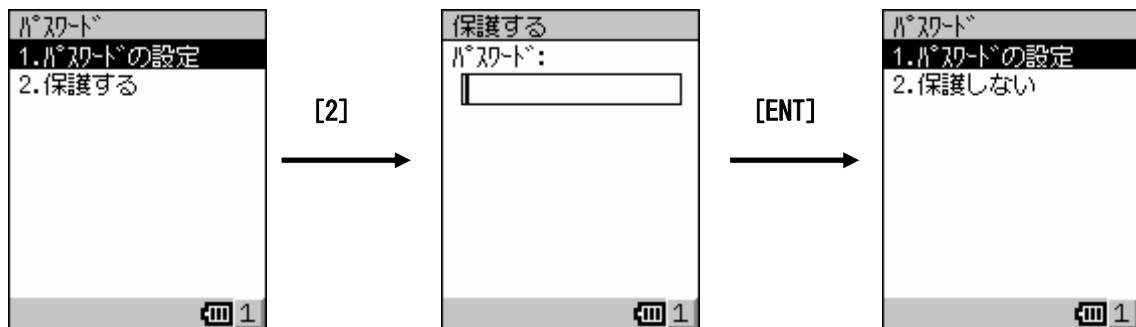 ﾊﾟｽﾜｰﾄﾞ
1.ﾊﾟｽﾜｰﾄﾞの設定
2.保護する
1
[2]
保護する
ﾊﾟｽﾜｰﾄﾞ:
1
[ENT]
ﾊﾟｽﾜｰﾄﾞ
1.ﾊﾟｽﾜｰﾄﾞの設定
2.保護しない
1